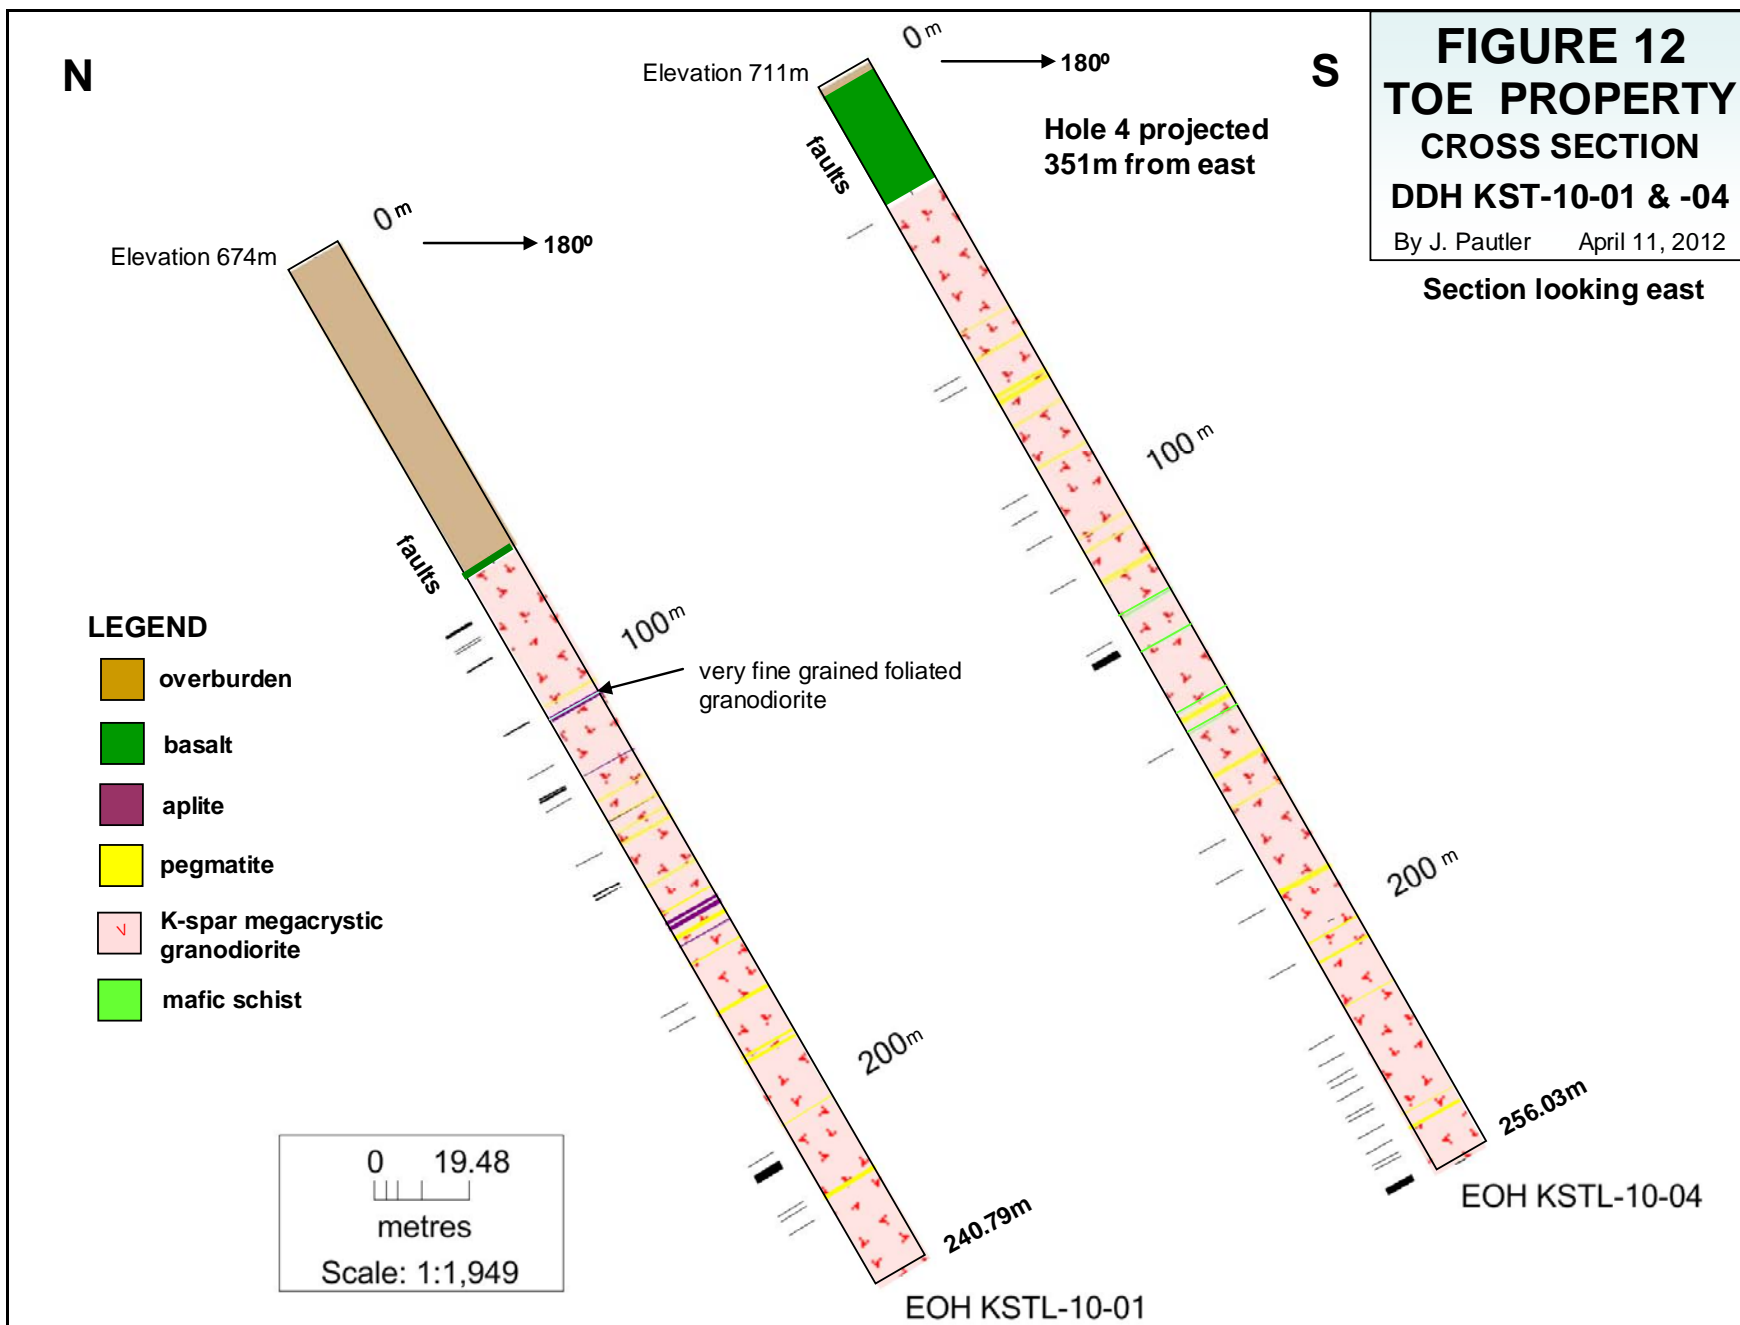 N
0 m
Elevation 711m
180º
Hole 4 projected
351m from east
S
FIGURE 12
TOE PROPERTY
CROSS SECTION
DDH KST-10-01 & -04
By J. Pautler April 11, 2012
Section looking east
faults
0 m
Elevation 674m
180º
100 m
faults
LEGEND
overburden
basalt
aplite
pegmatite
K-spar megacrystic
granodiorite
mafic schist
100m
very fine grained foliated
granodiorite
200 m
200m
256.03m
EOH KSTL-10-04
240.79m
EOH KSTL-10-01
0 19.48
metres
Scale: 1:1,949